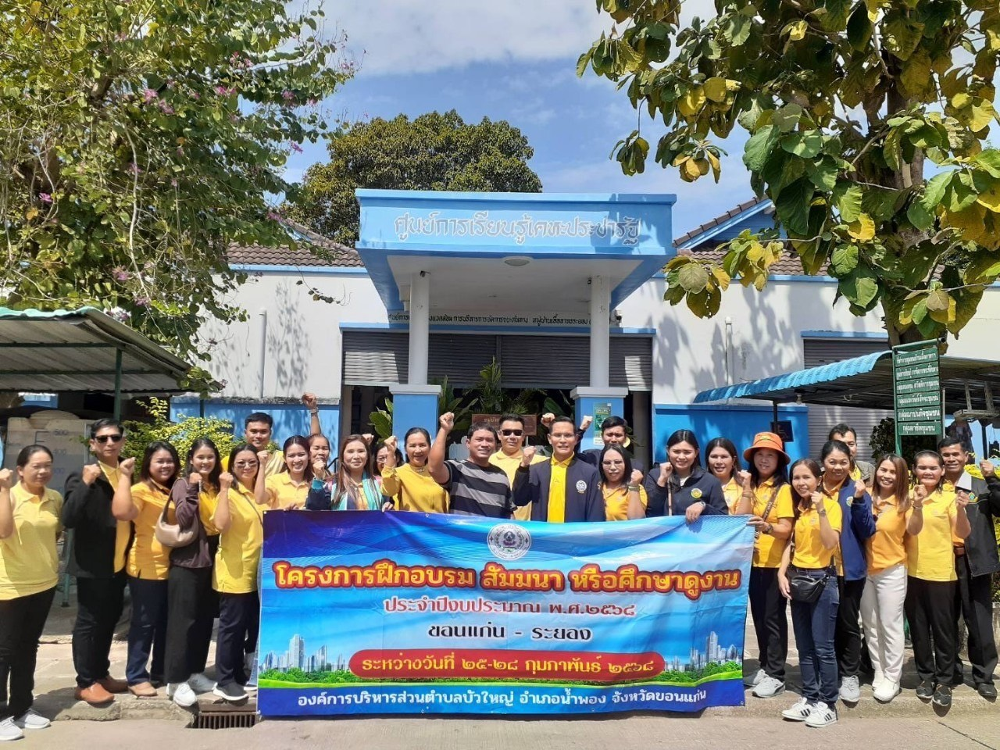 ศูนย์การเรียนรู้เคหะประชารัฐ
โครงการฝึกอบรม สัมมนา หรือศึกษาดูงาน
ประจำปีงบประมาณ พ.ศ.๒๕๖๘
ขอนแก่น - ระยอง
ระหว่างวันที่ ๒๕-๒๘ กุมภาพันธ์ ๒๕๖๘
องค์การบริหารส่วนตำบลบัวใหญ่ อำเภอน้ำพอง จังหวัดขอนแก่น